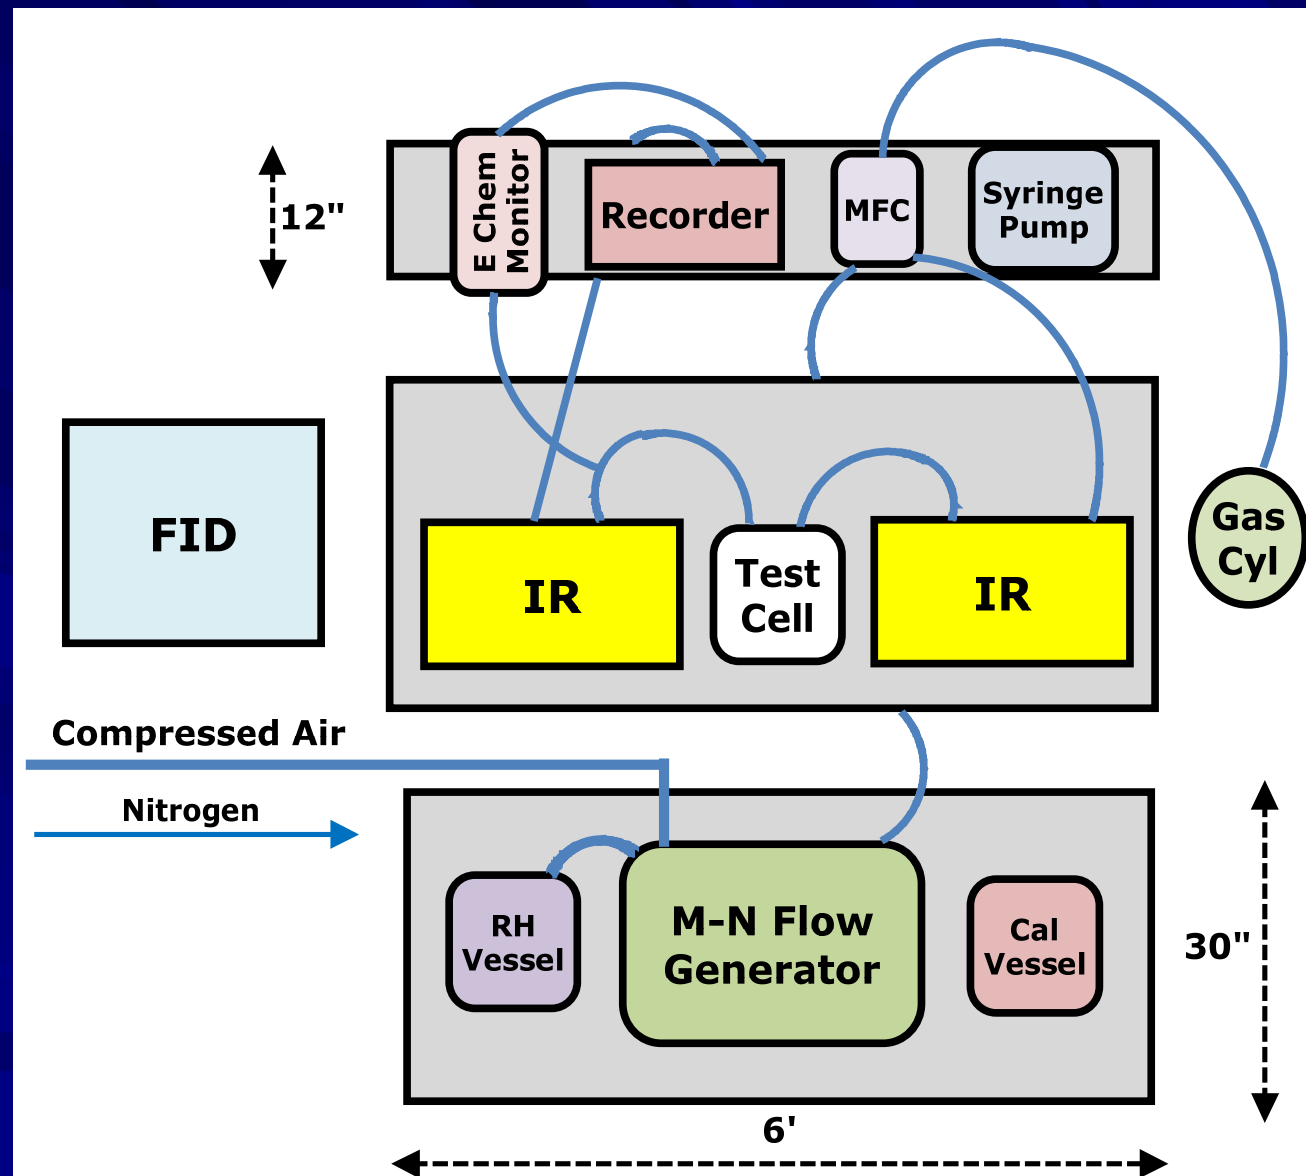 12"
E Chem
Monitor
Recorder
MFC
Syringe
Pump
FID
IR
Test
Cell
IR
Gas
Cyl
Compressed Air
Nitrogen
RH
Vessel
M-N Flow
Generator
Cal
Vessel
30"
6'